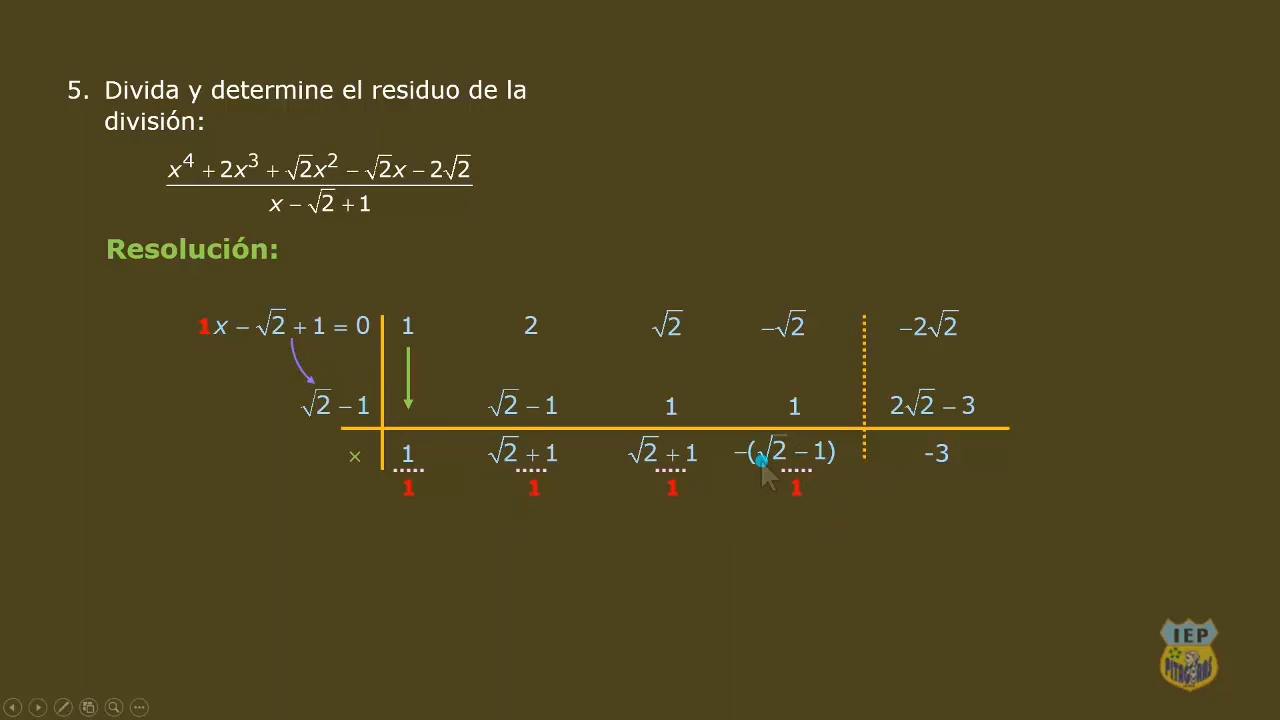 5. Divida y determine el residuo de la
división:
x⁴ + 2x³ + √2x² − √2x − 2√2
x − √2 + 1
Resolución:
1x − √2 + 1 = 0 1 2 √2 −√2 −2√2
√2 − 1 √2 − 1 1 1 2√2 − 3
× 1 √2 + 1 √2 + 1 −(√2 − 1) -3
1 1 1 1
IEP
PITAGORAS